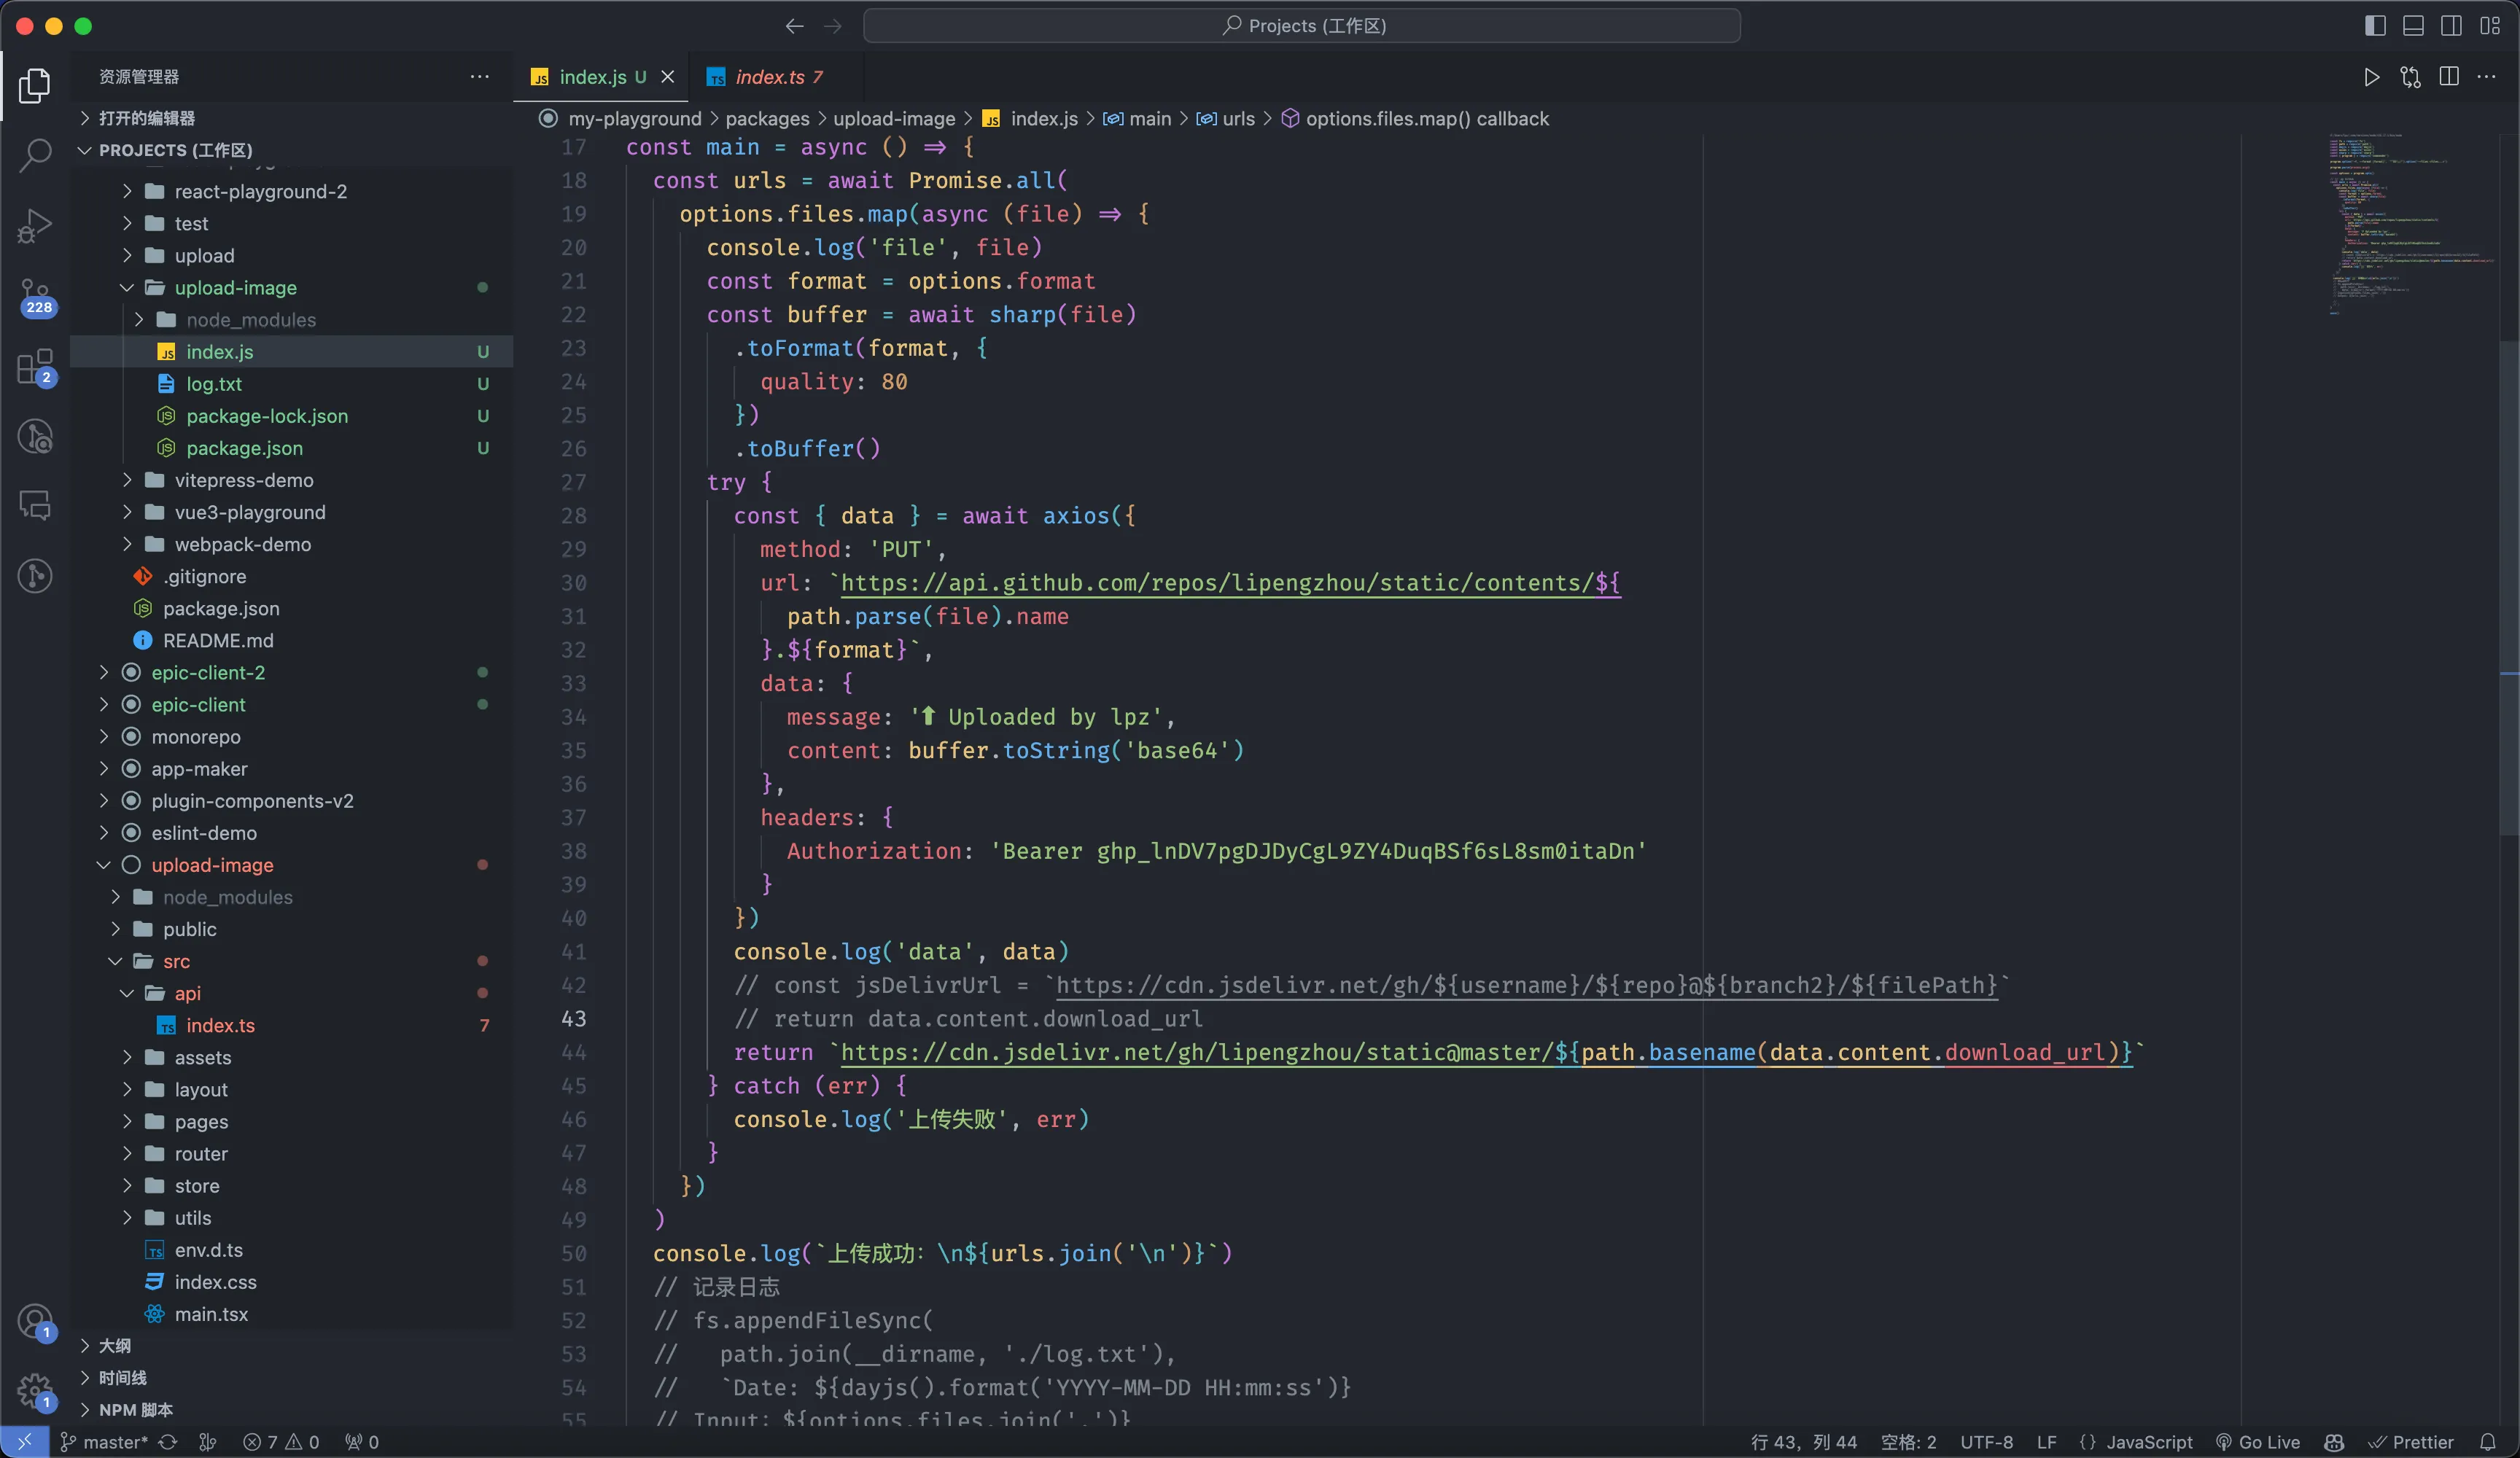 Projects (工作区)
资源管理器
打开的编辑器
PROJECTS (工作区)
react-playground-2
test
upload
upload-image
node_modules
index.js U
log.txt U
package-lock.json U
package.json U
vitepress-demo
vue3-playground
webpack-demo
.gitignore
package.json
README.md
epic-client-2
epic-client
monorepo
app-maker
plugin-components-v2
eslint-demo
upload-image
node_modules
public
src
api
index.ts 7
assets
layout
pages
router
store
utils
env.d.ts
index.css
main.tsx
大纲
时间线
NPM 脚本
228
2
1
1
index.js U
index.ts 7
my-playground > packages > upload-image > index.js > main > urls > options.files.map() callback
17 const main = async () => {
18 const urls = await Promise.all(
19 options.files.map(async (file) => {
20 console.log('file', file)
21 const format = options.format
22 const buffer = await sharp(file)
23 .toFormat(format, {
24 quality: 80
25 })
26 .toBuffer()
27 try {
28 const { data } = await axios({
29 method: 'PUT',
30 url: `https://api.github.com/repos/lipengzhou/static/contents/${
31 path.parse(file).name
32 }.${format}`,
33 data: {
34 message: '⬆ Uploaded by lpz',
35 content: buffer.toString('base64')
36 },
37 headers: {
38 Authorization: 'Bearer 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'
39 }
40 })
41 console.log('data', data)
42 // const jsDelivrUrl = `https://cdn.jsdelivr.net/gh/${username}/${repo}@${branch2}/${filePath}`
43 // return data.content.download_url
44 return `https://cdn.jsdelivr.net/gh/lipengzhou/static@master/${path.basename(data.content.download_url)}`
45 } catch (err) {
46 console.log('上传失败', err)
47 }
48 })
49 )
50 console.log(`上传成功: \n${urls.join('\n')}`)
51 // 记录日志
52 // fs.appendFileSync(
53 // path.join(__dirname, './log.txt'),
54 // `Date: ${dayjs().format('YYYY-MM-DD HH:mm:ss')}
55 // Input: ${options.files.join(',')}
master* 7 0 0
行 43, 列 44 空格: 2 UTF-8 LF {} JavaScript Go Live Prettier